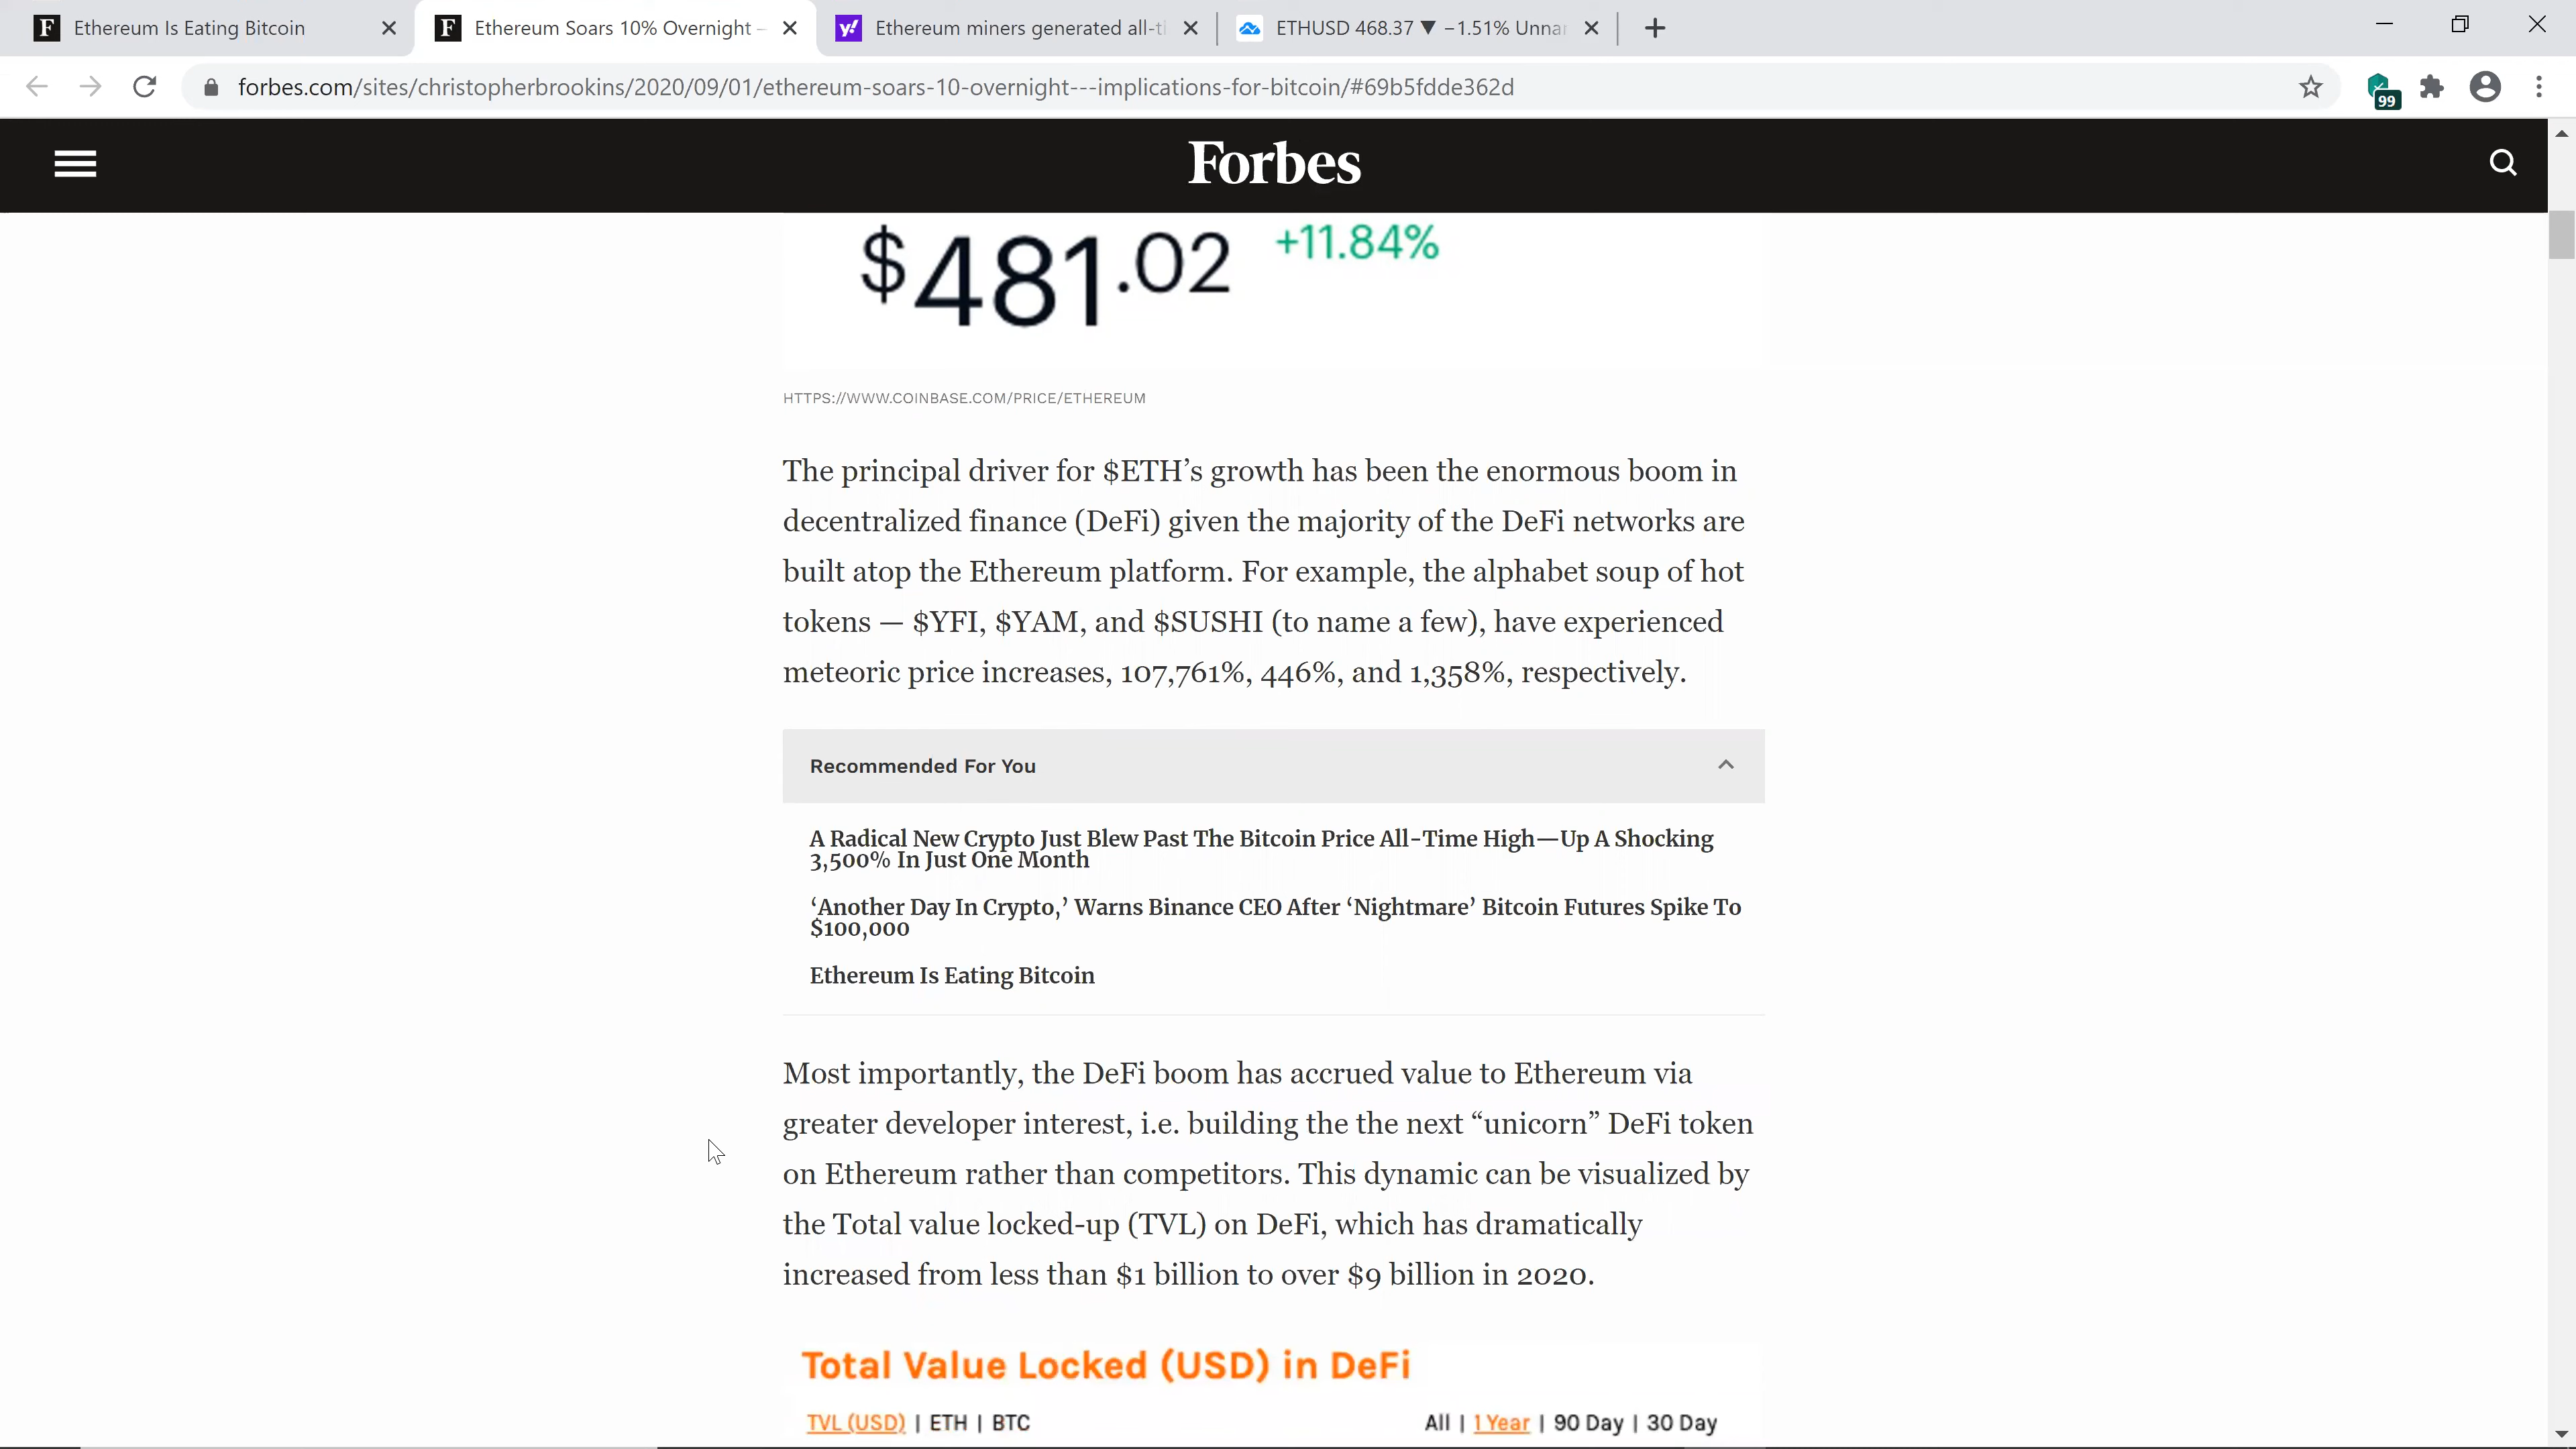 Ethereum Is Eating Bitcoin
Ethereum Soars 10% Overnight -
Ethereum miners generated all-ti
ETHUSD 468.37 ▼ −1.51% Unnar
forbes.com/sites/christopherbrookins/2020/09/01/ethereum-soars-10-overnight---implications-for-bitcoin/#69b5fdde362d
99
Forbes
$481.02 +11.84%
HTTPS://WWW.COINBASE.COM/PRICE/ETHEREUM
The principal driver for $ETH’s growth has been the enormous boom in
decentralized finance (DeFi) given the majority of the DeFi networks are
built atop the Ethereum platform. For example, the alphabet soup of hot
tokens — $YFI, $YAM, and $SUSHI (to name a few), have experienced
meteoric price increases, 107,761%, 446%, and 1,358%, respectively.
Recommended For You
A Radical New Crypto Just Blew Past The Bitcoin Price All-Time High—Up A Shocking
3,500% In Just One Month
‘Another Day In Crypto,’ Warns Binance CEO After ‘Nightmare’ Bitcoin Futures Spike To
$100,000
Ethereum Is Eating Bitcoin
Most importantly, the DeFi boom has accrued value to Ethereum via
greater developer interest, i.e. building the the next “unicorn” DeFi token
on Ethereum rather than competitors. This dynamic can be visualized by
the Total value locked-up (TVL) on DeFi, which has dramatically
increased from less than $1 billion to over $9 billion in 2020.
Total Value Locked (USD) in DeFi
TVL (USD) | ETH | BTC
All | 1 Year | 90 Day | 30 Day